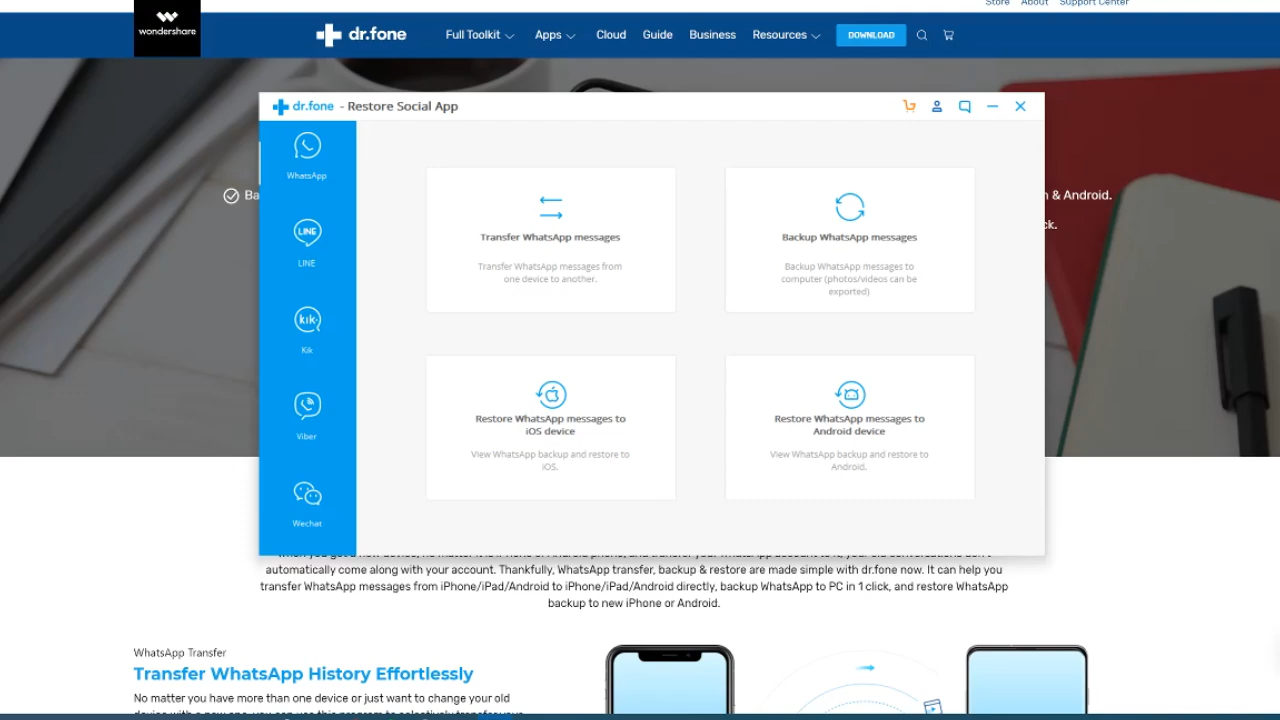 Store About Support Center
wondershare
dr.fone Full Toolkit Apps Cloud Guide Business Resources DOWNLOAD
dr.fone - Restore Social App
WhatsApp
LINE
LINE
kik
Kik
Viber
Wechat
Transfer WhatsApp messages
Transfer WhatsApp messages from
one device to another.
Backup WhatsApp messages
Backup WhatsApp messages to
computer (photos/videos can be
exported)
Restore WhatsApp messages to
iOS device
View WhatsApp backup and restore to
iOS.
Restore WhatsApp messages to
Android device
View WhatsApp backup and restore to
Android.
& Android.
automatically come along with your account. Thankfully, WhatsApp transfer, backup & restore are made simple with dr.fone now. It can help you
transfer WhatsApp messages from iPhone/iPad/Android to iPhone/iPad/Android directly, backup WhatsApp to PC in 1 click, and restore WhatsApp
backup to new iPhone or Android.
WhatsApp Transfer
Transfer WhatsApp History Effortlessly
No matter you have more than one device or just want to change your old